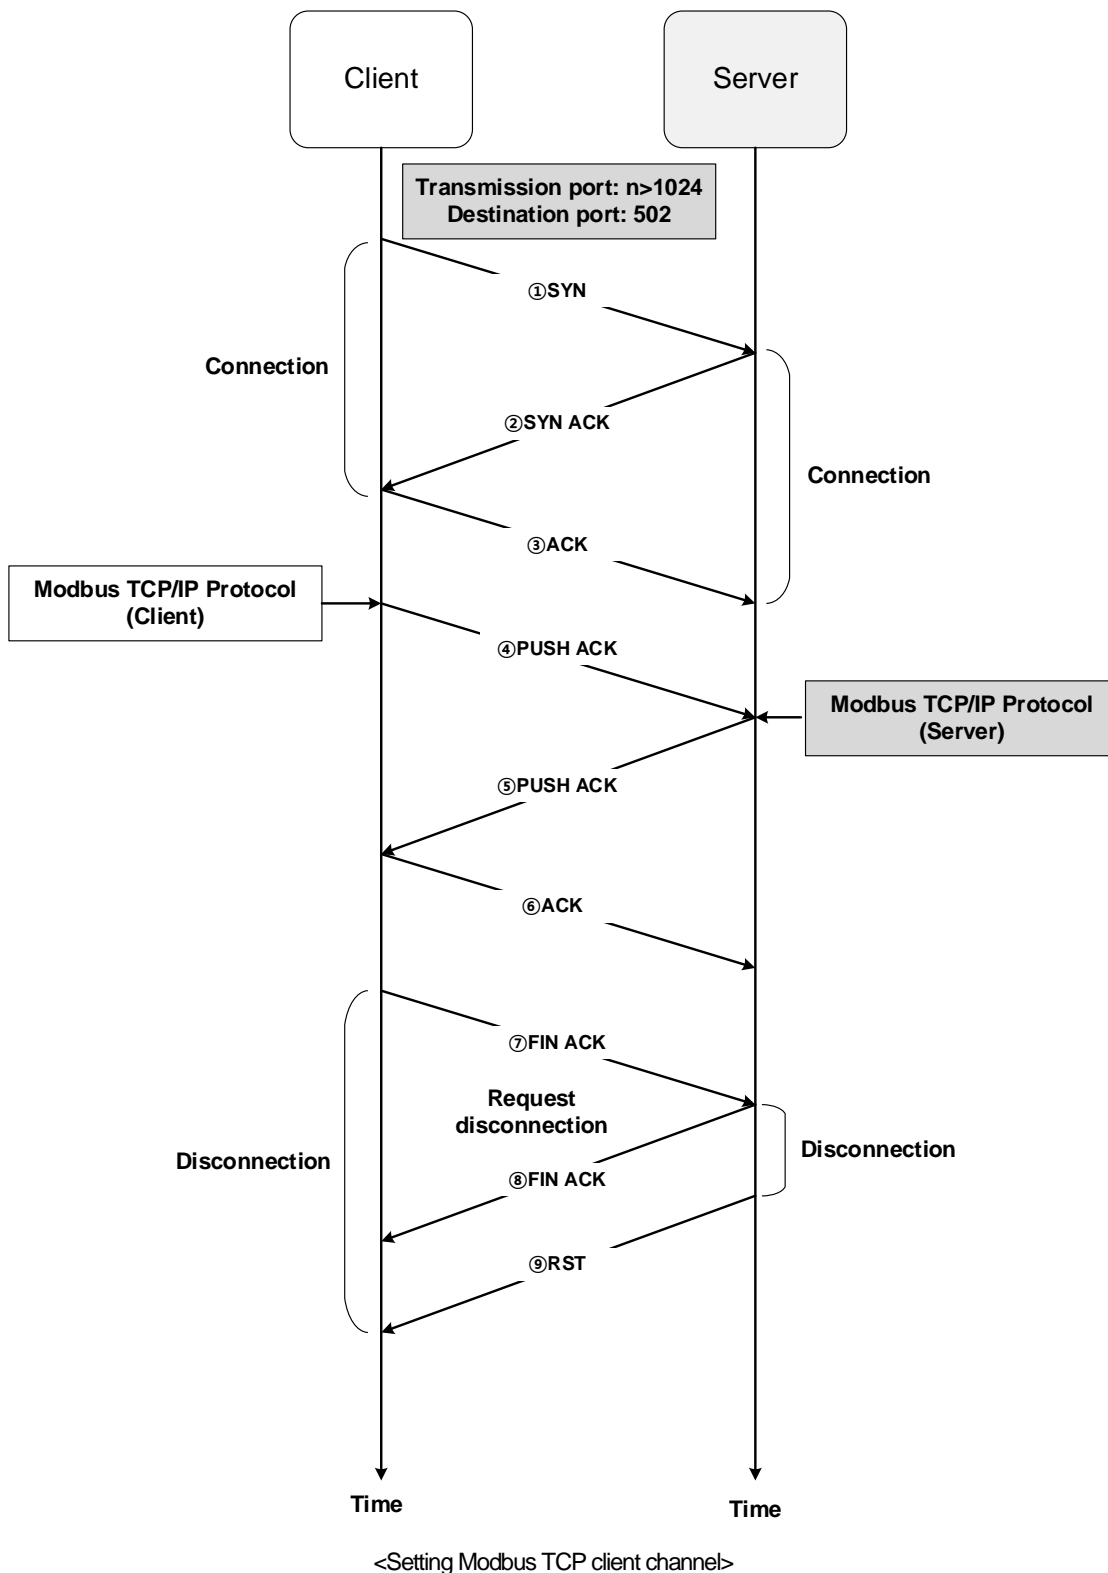 Client
Server
Transmission port: n>1024
Destination port: 502
①SYN
Connection
②SYN ACK
Connection
③ACK
Modbus TCP/IP Protocol
(Client)
④PUSH ACK
Modbus TCP/IP Protocol
(Server)
⑤PUSH ACK
⑥ACK
⑦FIN ACK
Request
disconnection
Disconnection
Disconnection
⑧FIN ACK
⑨RST
Time
Time
<Setting Modbus TCP client channel>